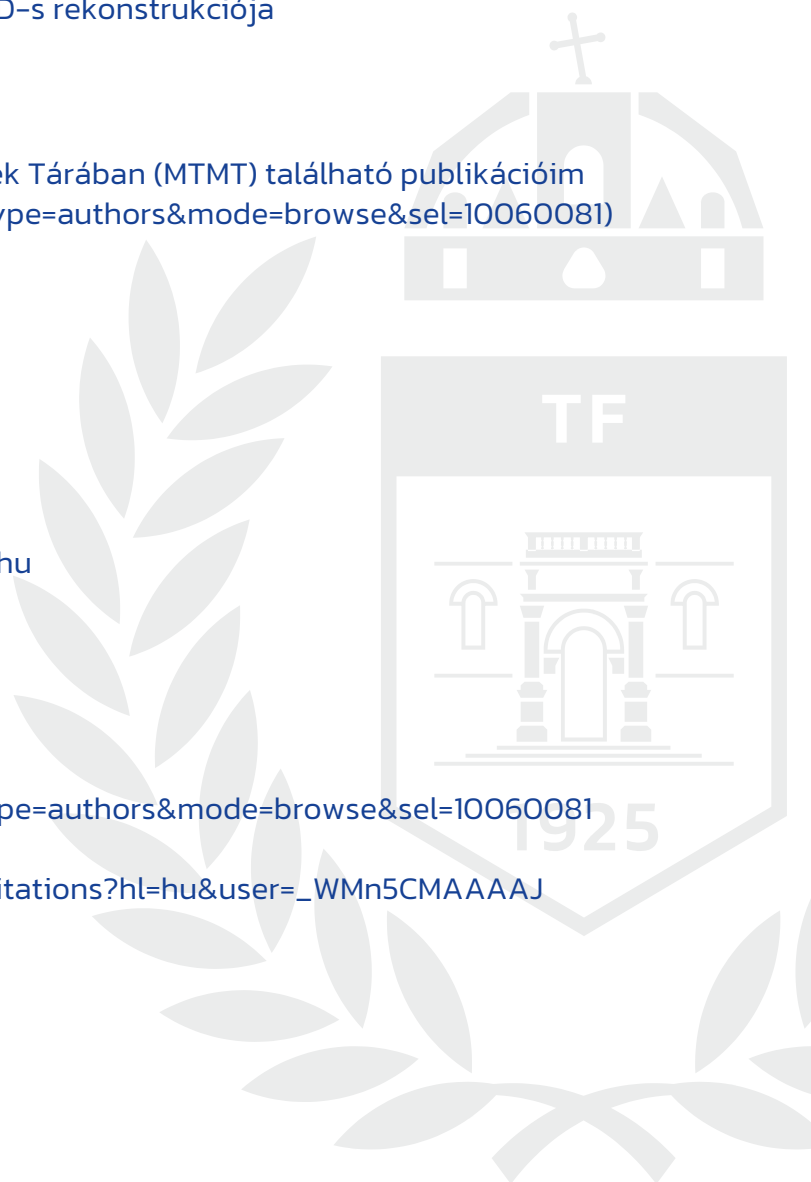 D-s rekonstrukciója
ek Tárában (MTMT) található publikációim
ype=authors&mode=browse&sel=10060081)
TF
hu
pe=authors&mode=browse&sel=10060081
1925
itations?hl=hu&user=_WMn5CMAAAAJ